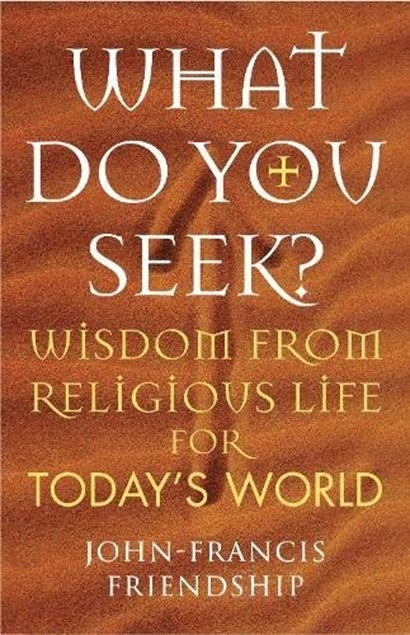 WHAT
DO YOU
SEEK?
WISDOM FROM
RELIGIOUS LIFE
FOR
TODAY'S WORLD
JOHN-FRANCIS
FRIENDSHIP